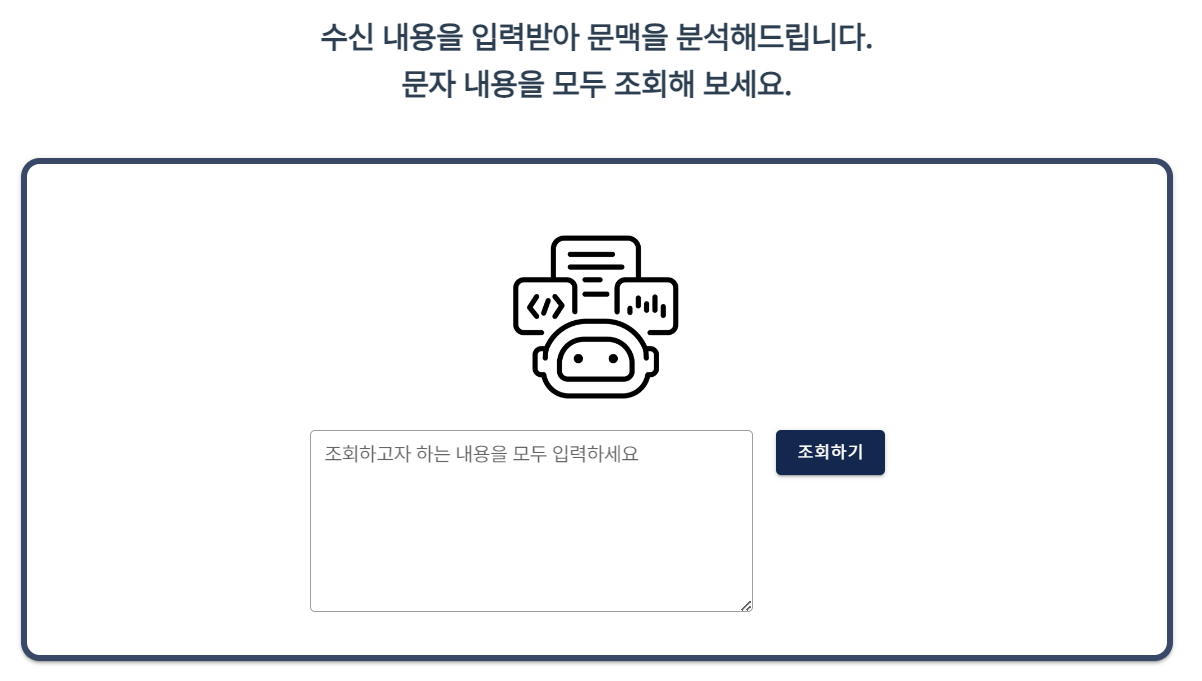 수신 내용을 입력받아 문맥을 분석해드립니다.
문자 내용을 모두 조회해 보세요.
조회하고자 하는 내용을 모두 입력하세요
조회하기